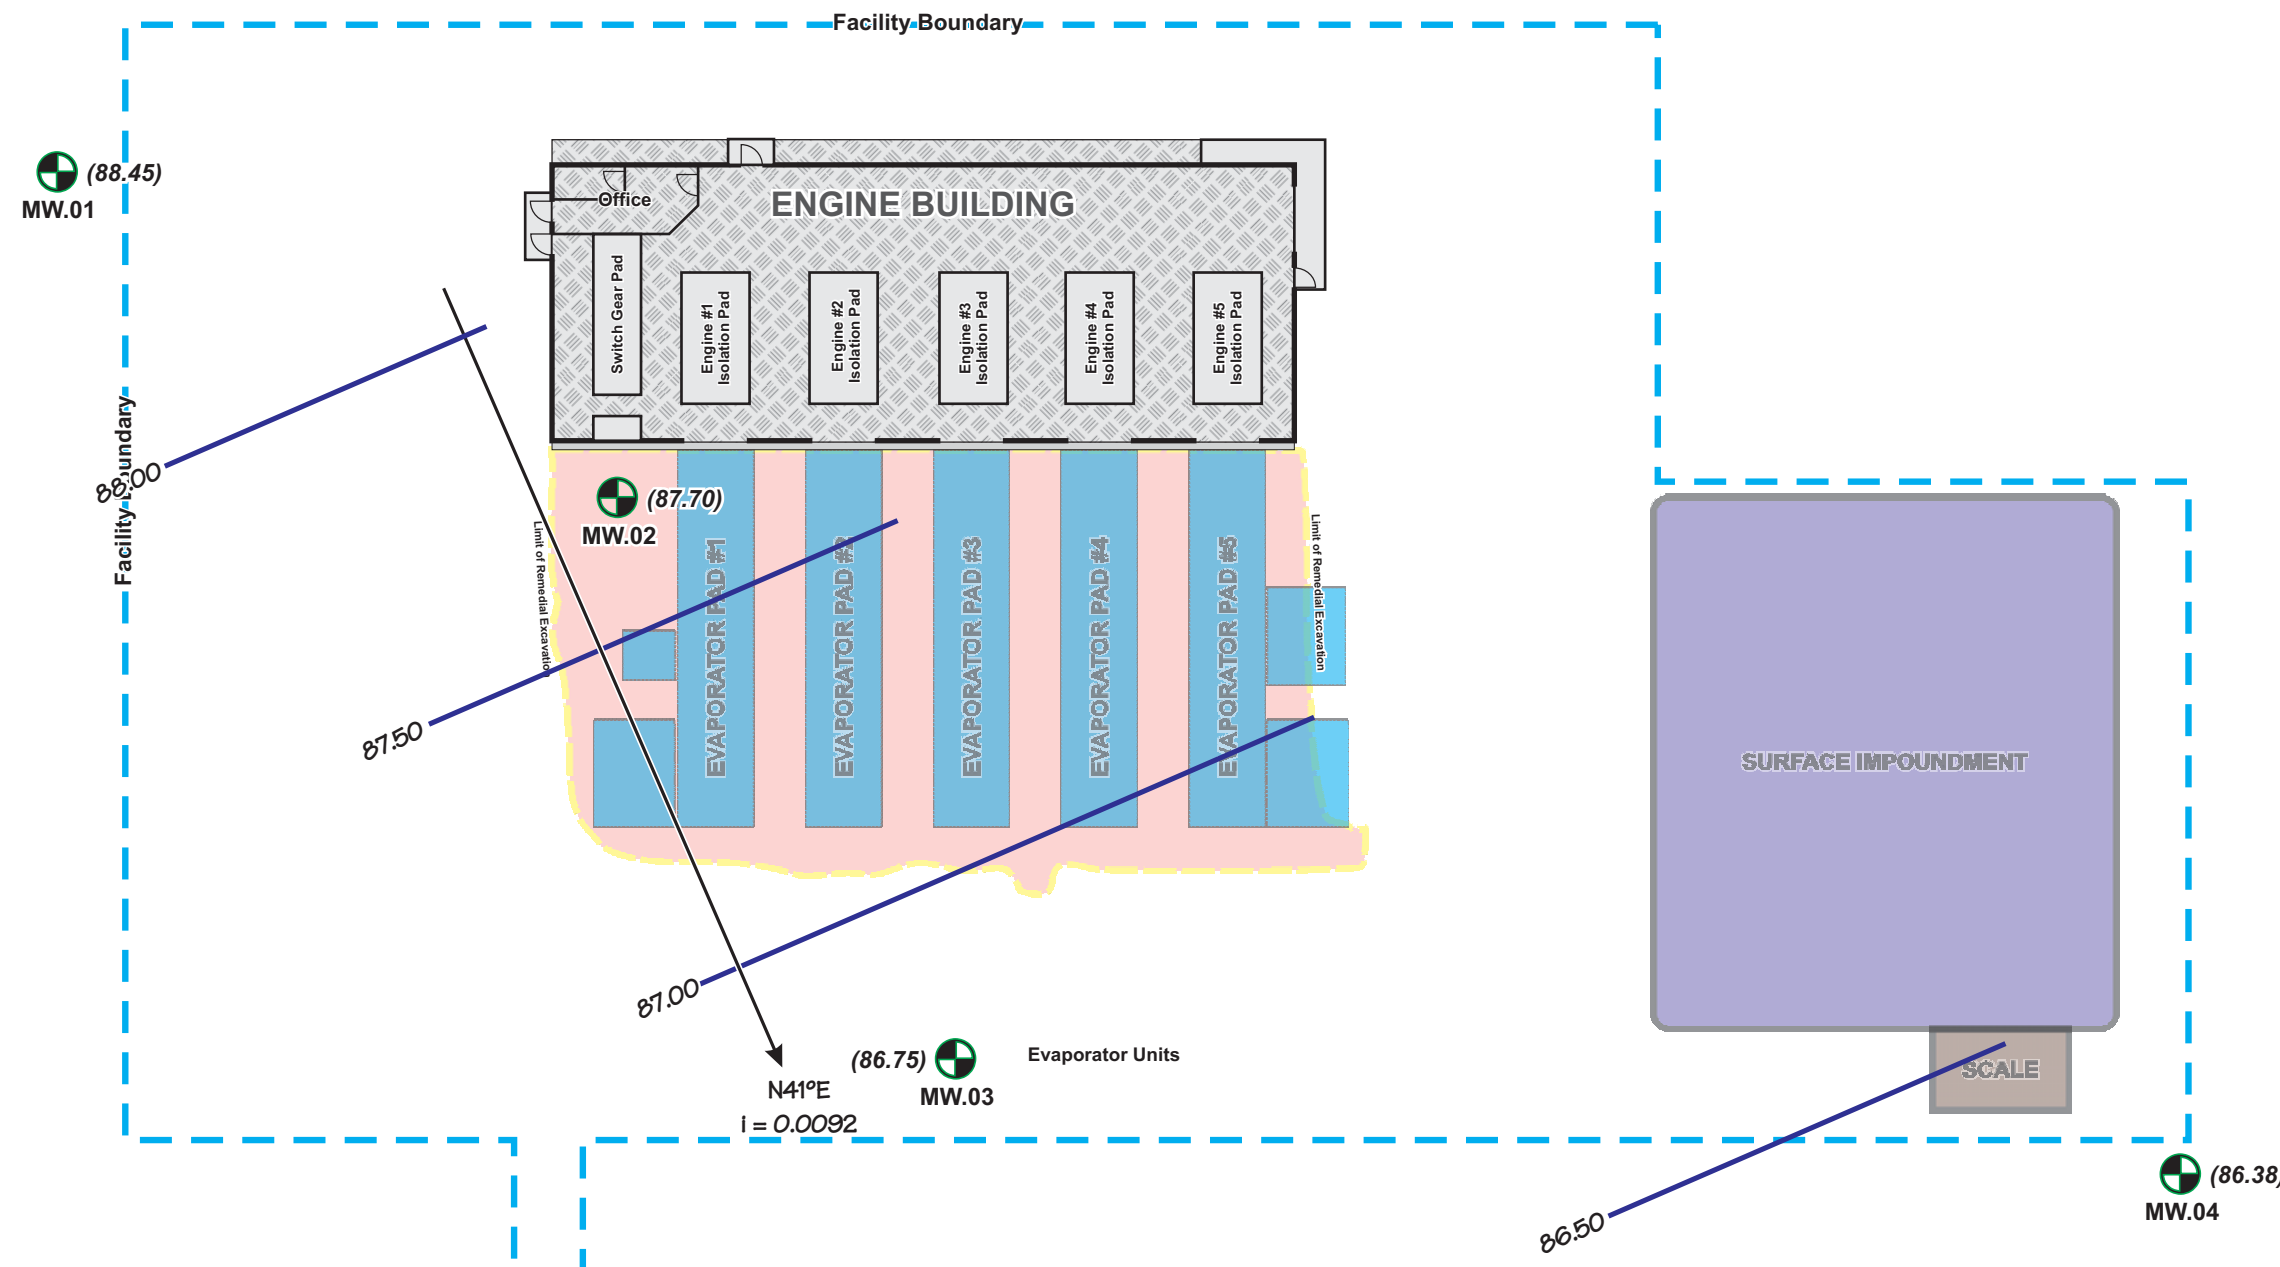 Facility Boundary
(88.45)
MW.01
Office
ENGINE BUILDING
Switch Gear Pad
Engine #1
Isolation Pad
Engine #2
Isolation Pad
Engine #3
Isolation Pad
Engine #4
Isolation Pad
Engine #5
Isolation Pad
Facility Boundary
88.00
(87.70)
MW.02
Limit of Remedial Excavation
Limit of Remedial Excavation
EVAPORATOR PAD #1
EVAPORATOR PAD #2
EVAPORATOR PAD #3
EVAPORATOR PAD #4
EVAPORATOR PAD #5
87.50
SURFACE IMPOUNDMENT
87.00
(86.75)
MW.03
Evaporator Units
N41°E
i = 0.0092
SCALE
86.50
(86.38)
MW.04